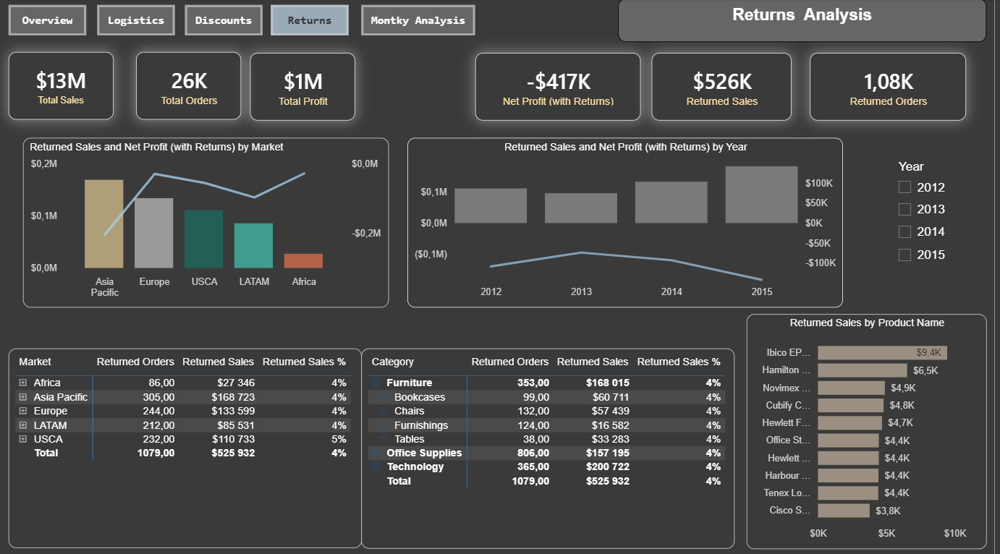 Overview
Logistics
Discounts
Returns
Montky Analysis
Returns Analysis
$13M
Total Sales
26K
Total Orders
$1M
Total Profit
-$417K
Net Profit (with Returns)
$526K
Returned Sales
1,08K
Returned Orders
Returned Sales and Net Profit (with Returns) by Market
$0,2M
$0,1M
$0,0M
$0,0M
-$0,2M
Asia Pacific
Europe
USCA
LATAM
Africa
Returned Sales and Net Profit (with Returns) by Year
$0,1M
$0,0M
($0,1M)
$100K
$50K
$0K
-$50K
-$100K
2012
2013
2014
2015
Year
2012
2013
2014
2015
Market Returned Orders Returned Sales Returned Sales %
Africa 86,00 $27 346 4%
Asia Pacific 305,00 $168 723 4%
Europe 244,00 $133 599 4%
LATAM 212,00 $85 531 4%
USCA 232,00 $110 733 5%
Total 1079,00 $525 932 4%
Category Returned Orders Returned Sales Returned Sales %
Furniture 353,00 $168 015 4%
Bookcases 99,00 $60 711 4%
Chairs 132,00 $57 439 4%
Furnishings 124,00 $16 582 4%
Tables 38,00 $33 283 4%
Office Supplies 806,00 $157 195 4%
Technology 365,00 $200 722 4%
Total 1079,00 $525 932 4%
Returned Sales by Product Name
Ibico EP... $9,4K
Hamilton ... $6,5K
Novimex ... $4,9K
Cubify C... $4,8K
Hewlett F... $4,7K
Office St... $4,4K
Hewlett ... $4,4K
Harbour ... $4,4K
Tenex Lo... $4,4K
Cisco S... $3,8K
$0K $5K $10K